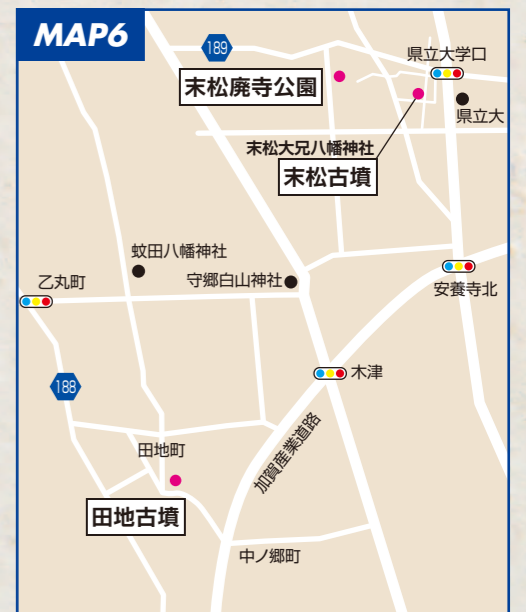 MAP6
189
県立大学口
末松廃寺公園
県立大
末松大兄八幡神社
末松古墳
蚊田八幡神社
乙丸町
守郷白山神社
安養寺北
188
木津
加賀産業道路
田地町
田地古墳
中ノ郷町